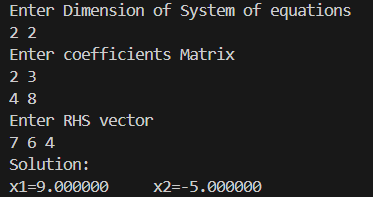 Enter Dimension of System of equations
2 2
Enter coefficients Matrix
2 3
4 8
Enter RHS vector
7 6 4
Solution:
x1=9.000000 x2=-5.000000